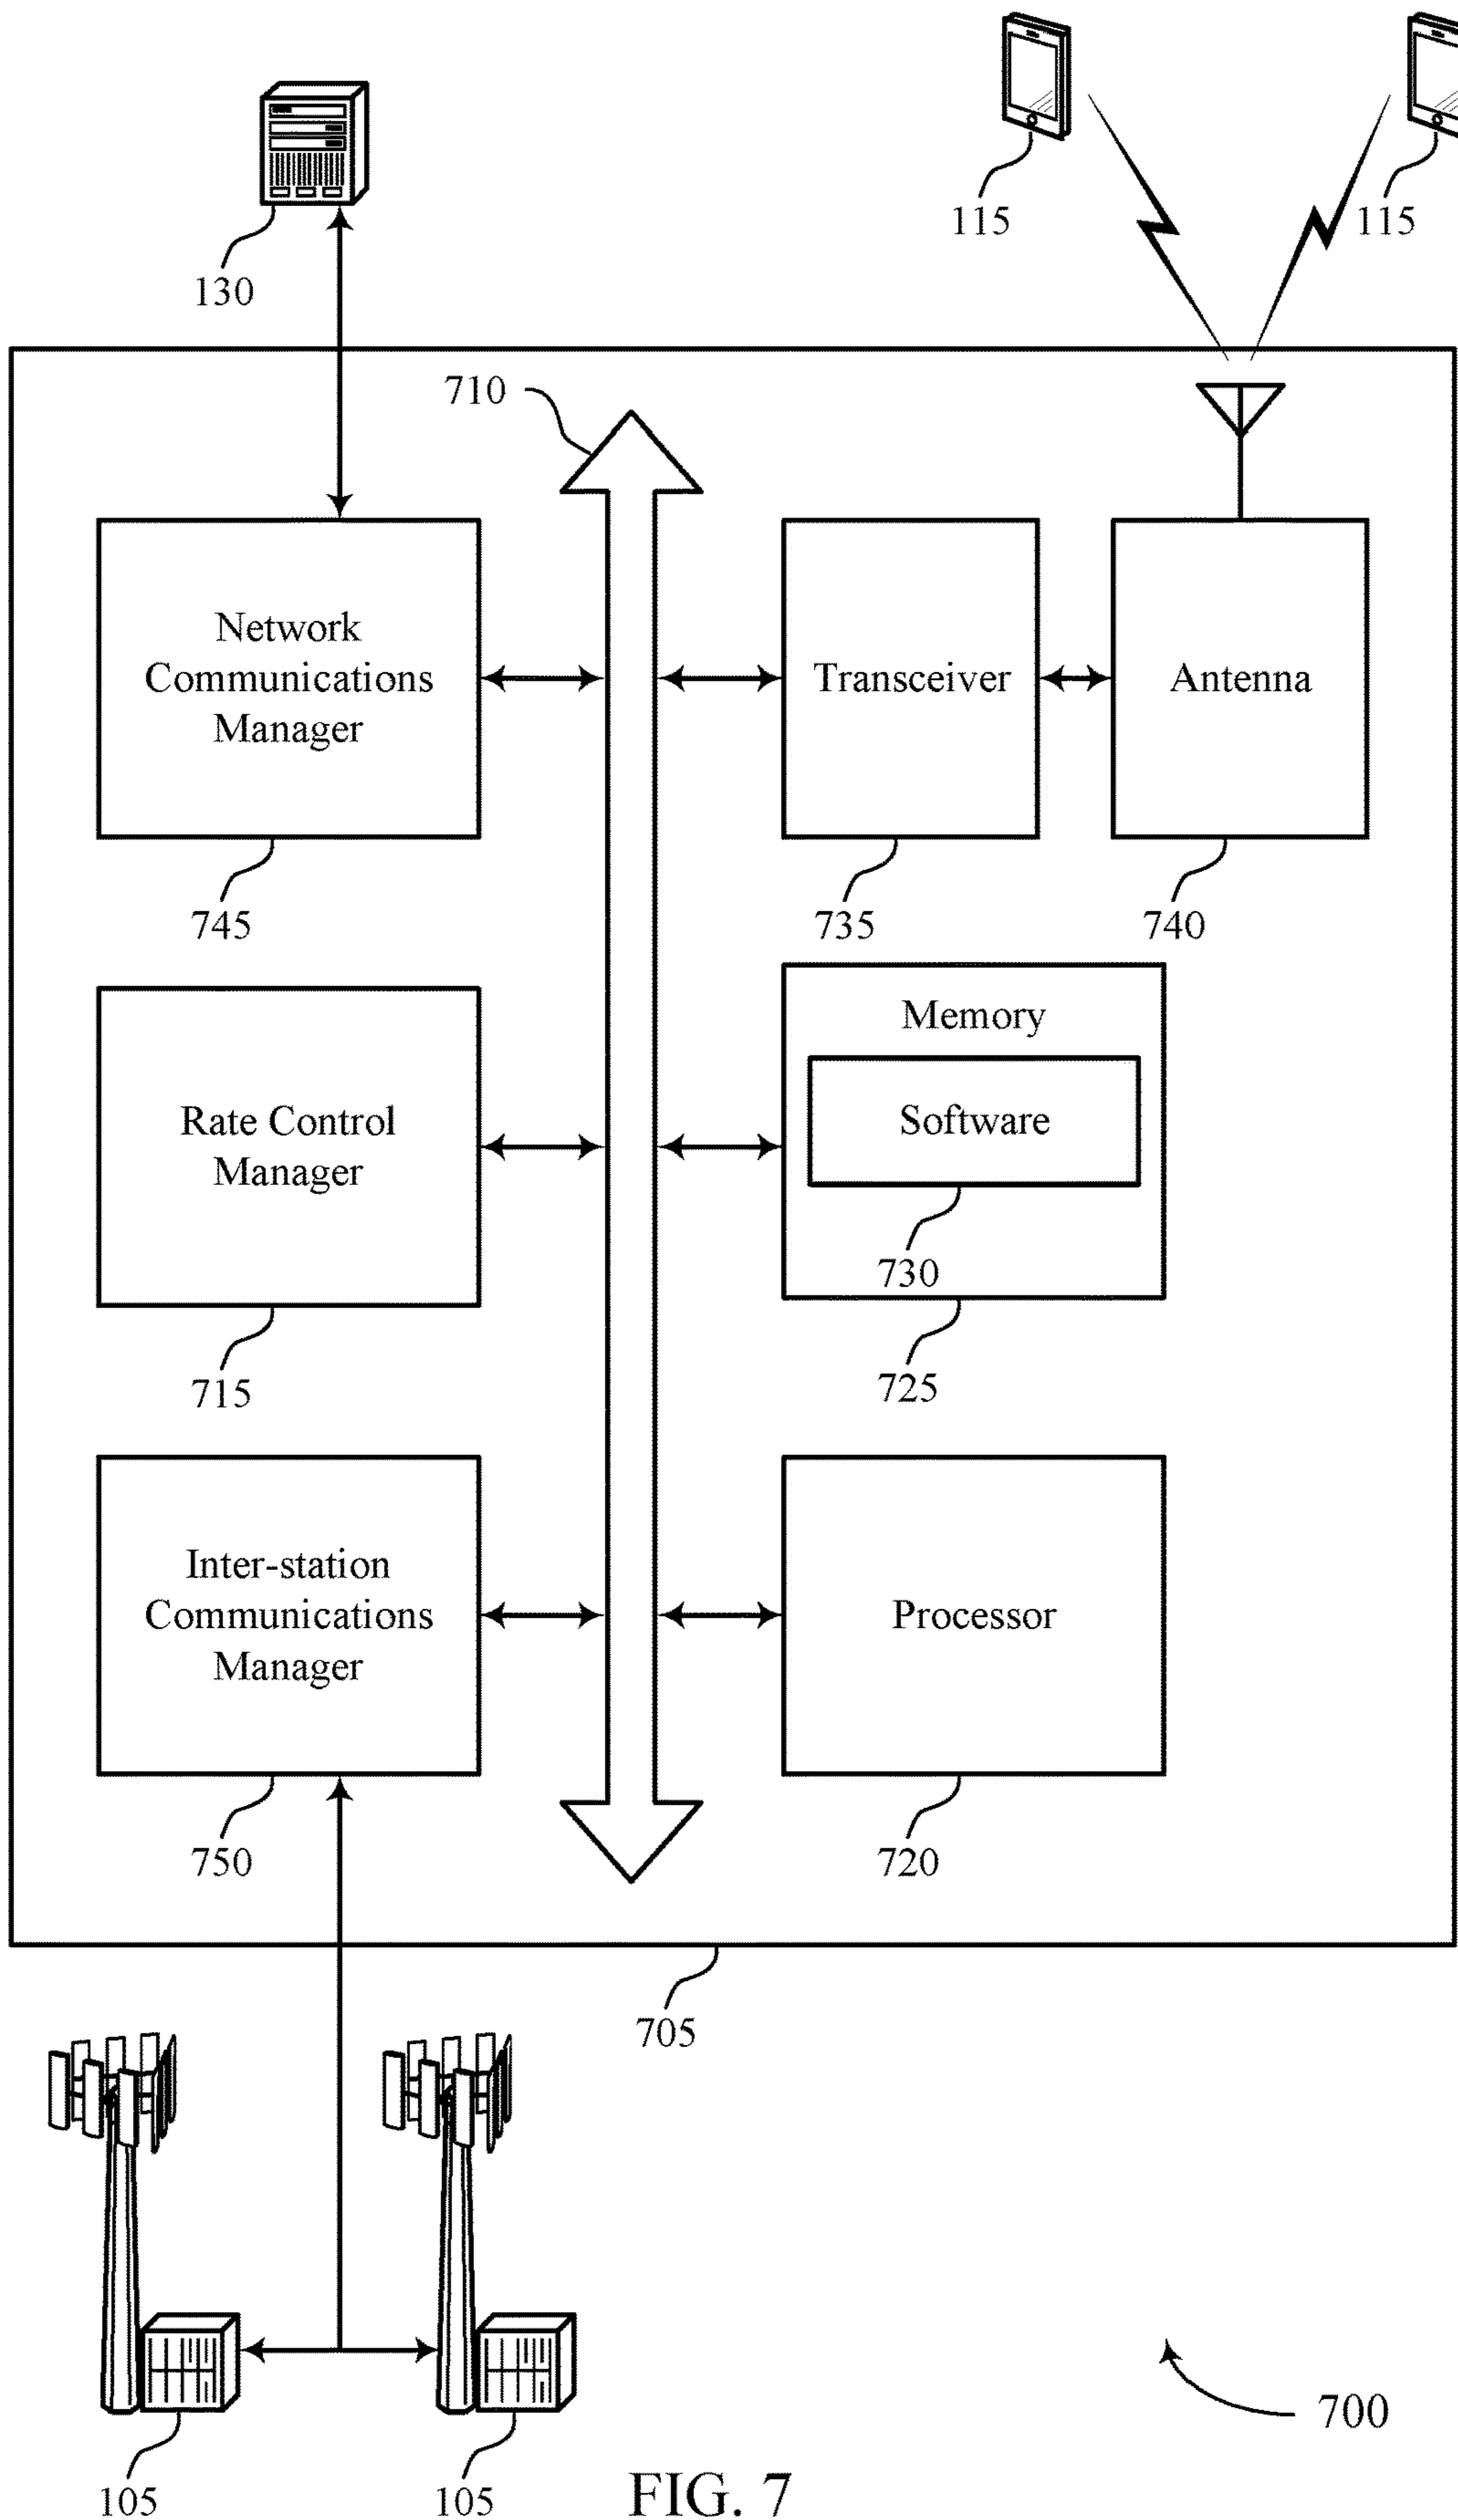 115
115
130
710
Network
Communications
Manager
Transceiver
Antenna
745
735
740
Memory
Rate Control
Manager
Software
730
715
725
Inter-station
Communications
Manager
Processor
750
720
705
700
105
105
FIG. 7